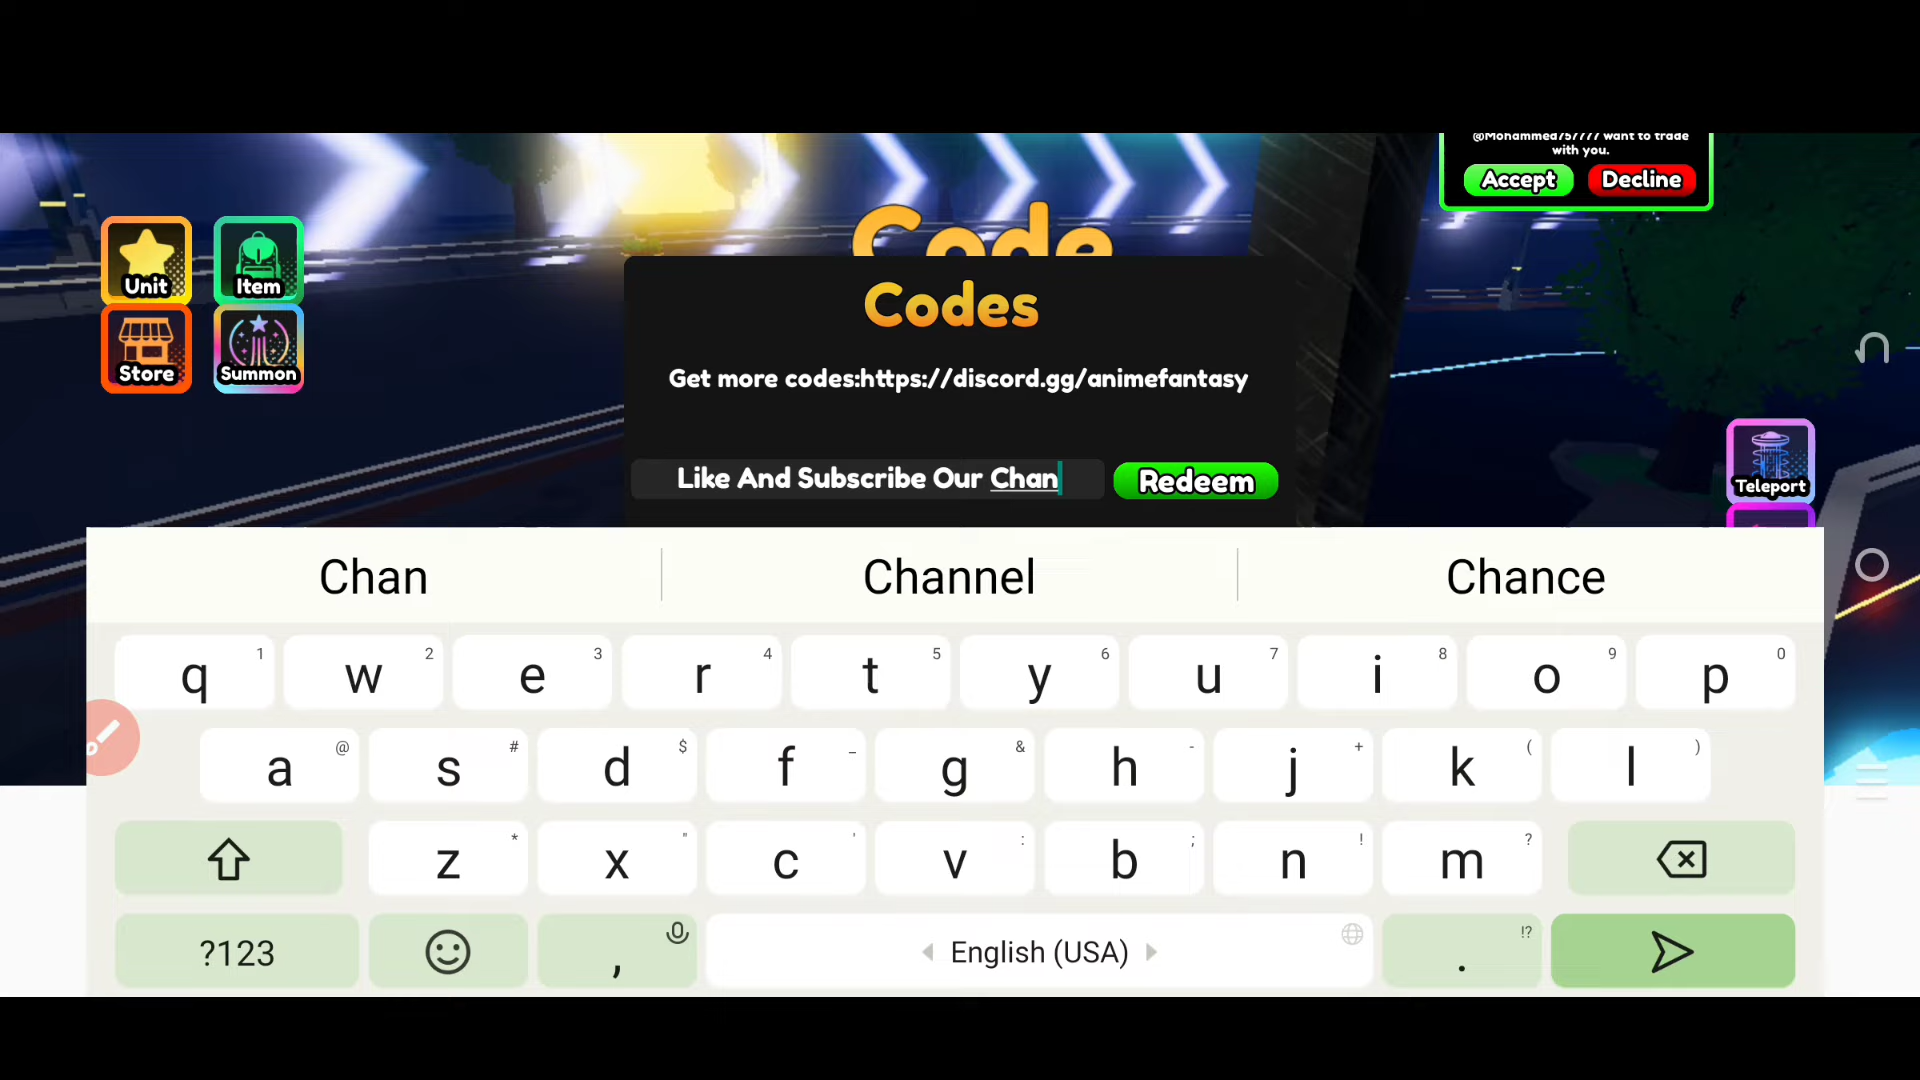 @Mohammed757777 want to trade
with you.
Accept Decline
Unit Item
Store Summon
Code
Codes
Get more codes:https://discord.gg/animefantasy
Like And Subscribe Our Chan
Redeem
Teleport
Chan Channel Chance
q 1 w 2 e 3 r 4 t 5 y 6 u 7 i 8 o 9 p 0
a @ s # d $ f _ g & h - j + k ( l )
z * x " c ' v : b ; n ! m ?
?123 , English (USA) . !?